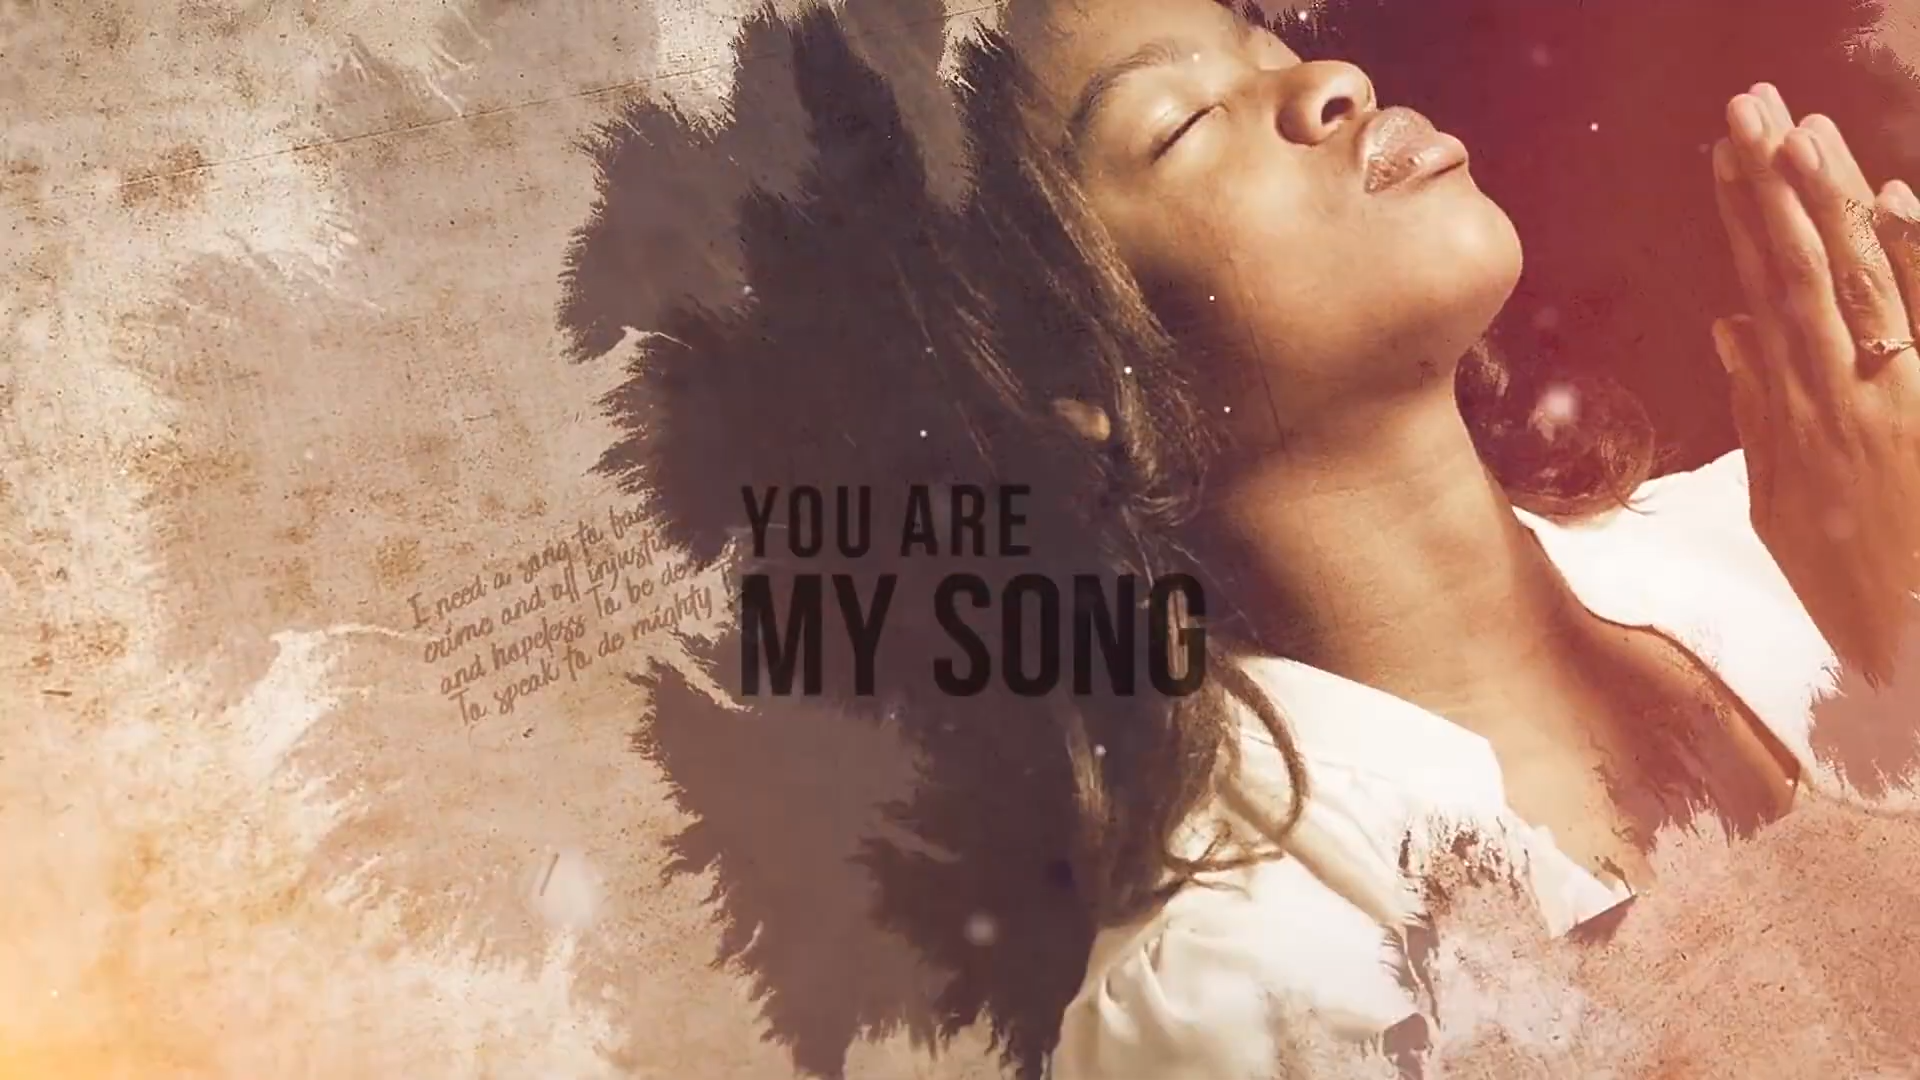 YOU ARE
MY SONG
I need a song to
crime and all
and hopeless To be
To speak to do mighty